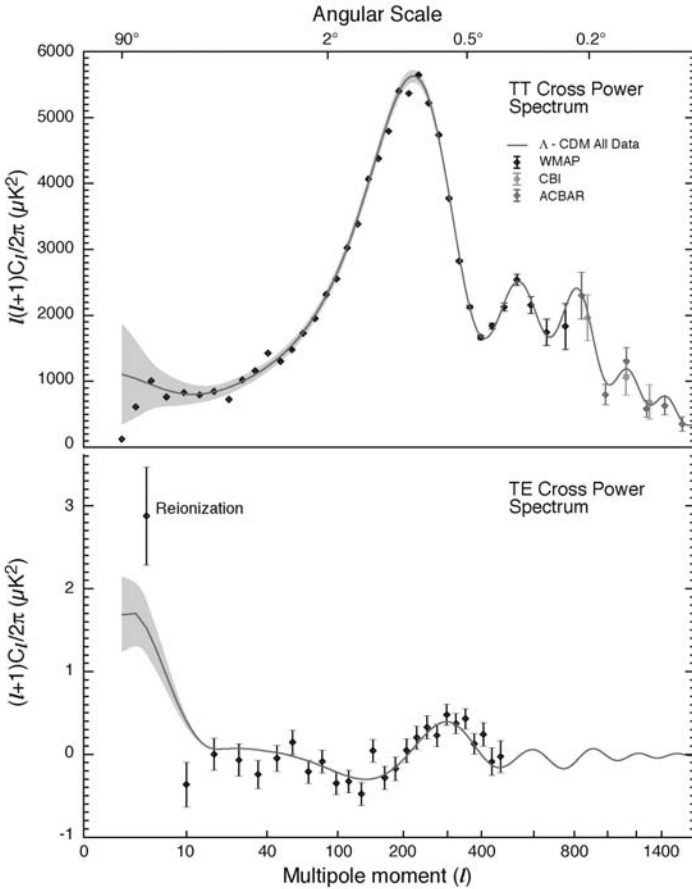 Angular Scale
90° 2° 0.5° 0.2°
6000
5000
4000
3000
2000
1000
0
l(l+1)Cl/2π (μK2)
TT Cross Power
Spectrum
Λ - CDM All Data
WMAP
CBI
ACBAR
3
2
1
0
-1
(l+1)Cl/2π (μK2)
Reionization
TE Cross Power
Spectrum
0 10 40 100 200 400 800 1400
Multipole moment (l)